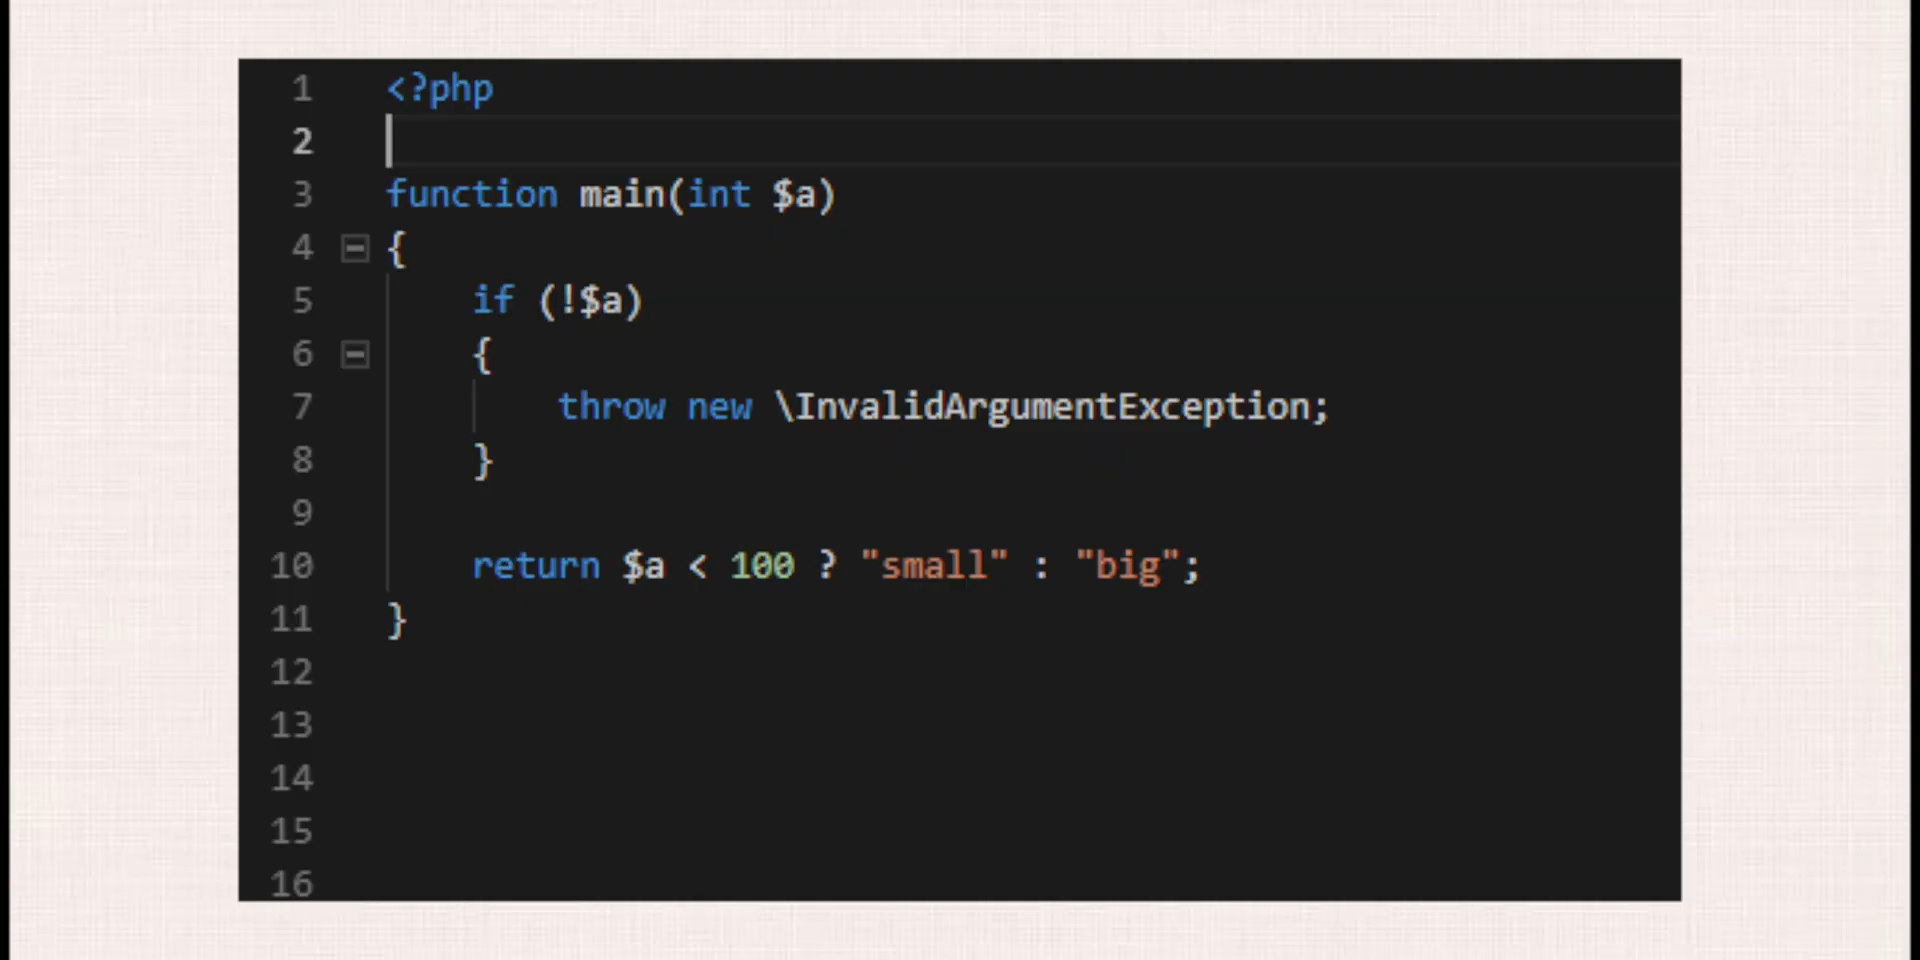 1 <?php
2
3 function main(int $a)
4 {
5     if (!$a)
6     {
7         throw new \InvalidArgumentException;
8     }
9
10     return $a < 100 ? "small" : "big";
11 }
12
13
14
15
16